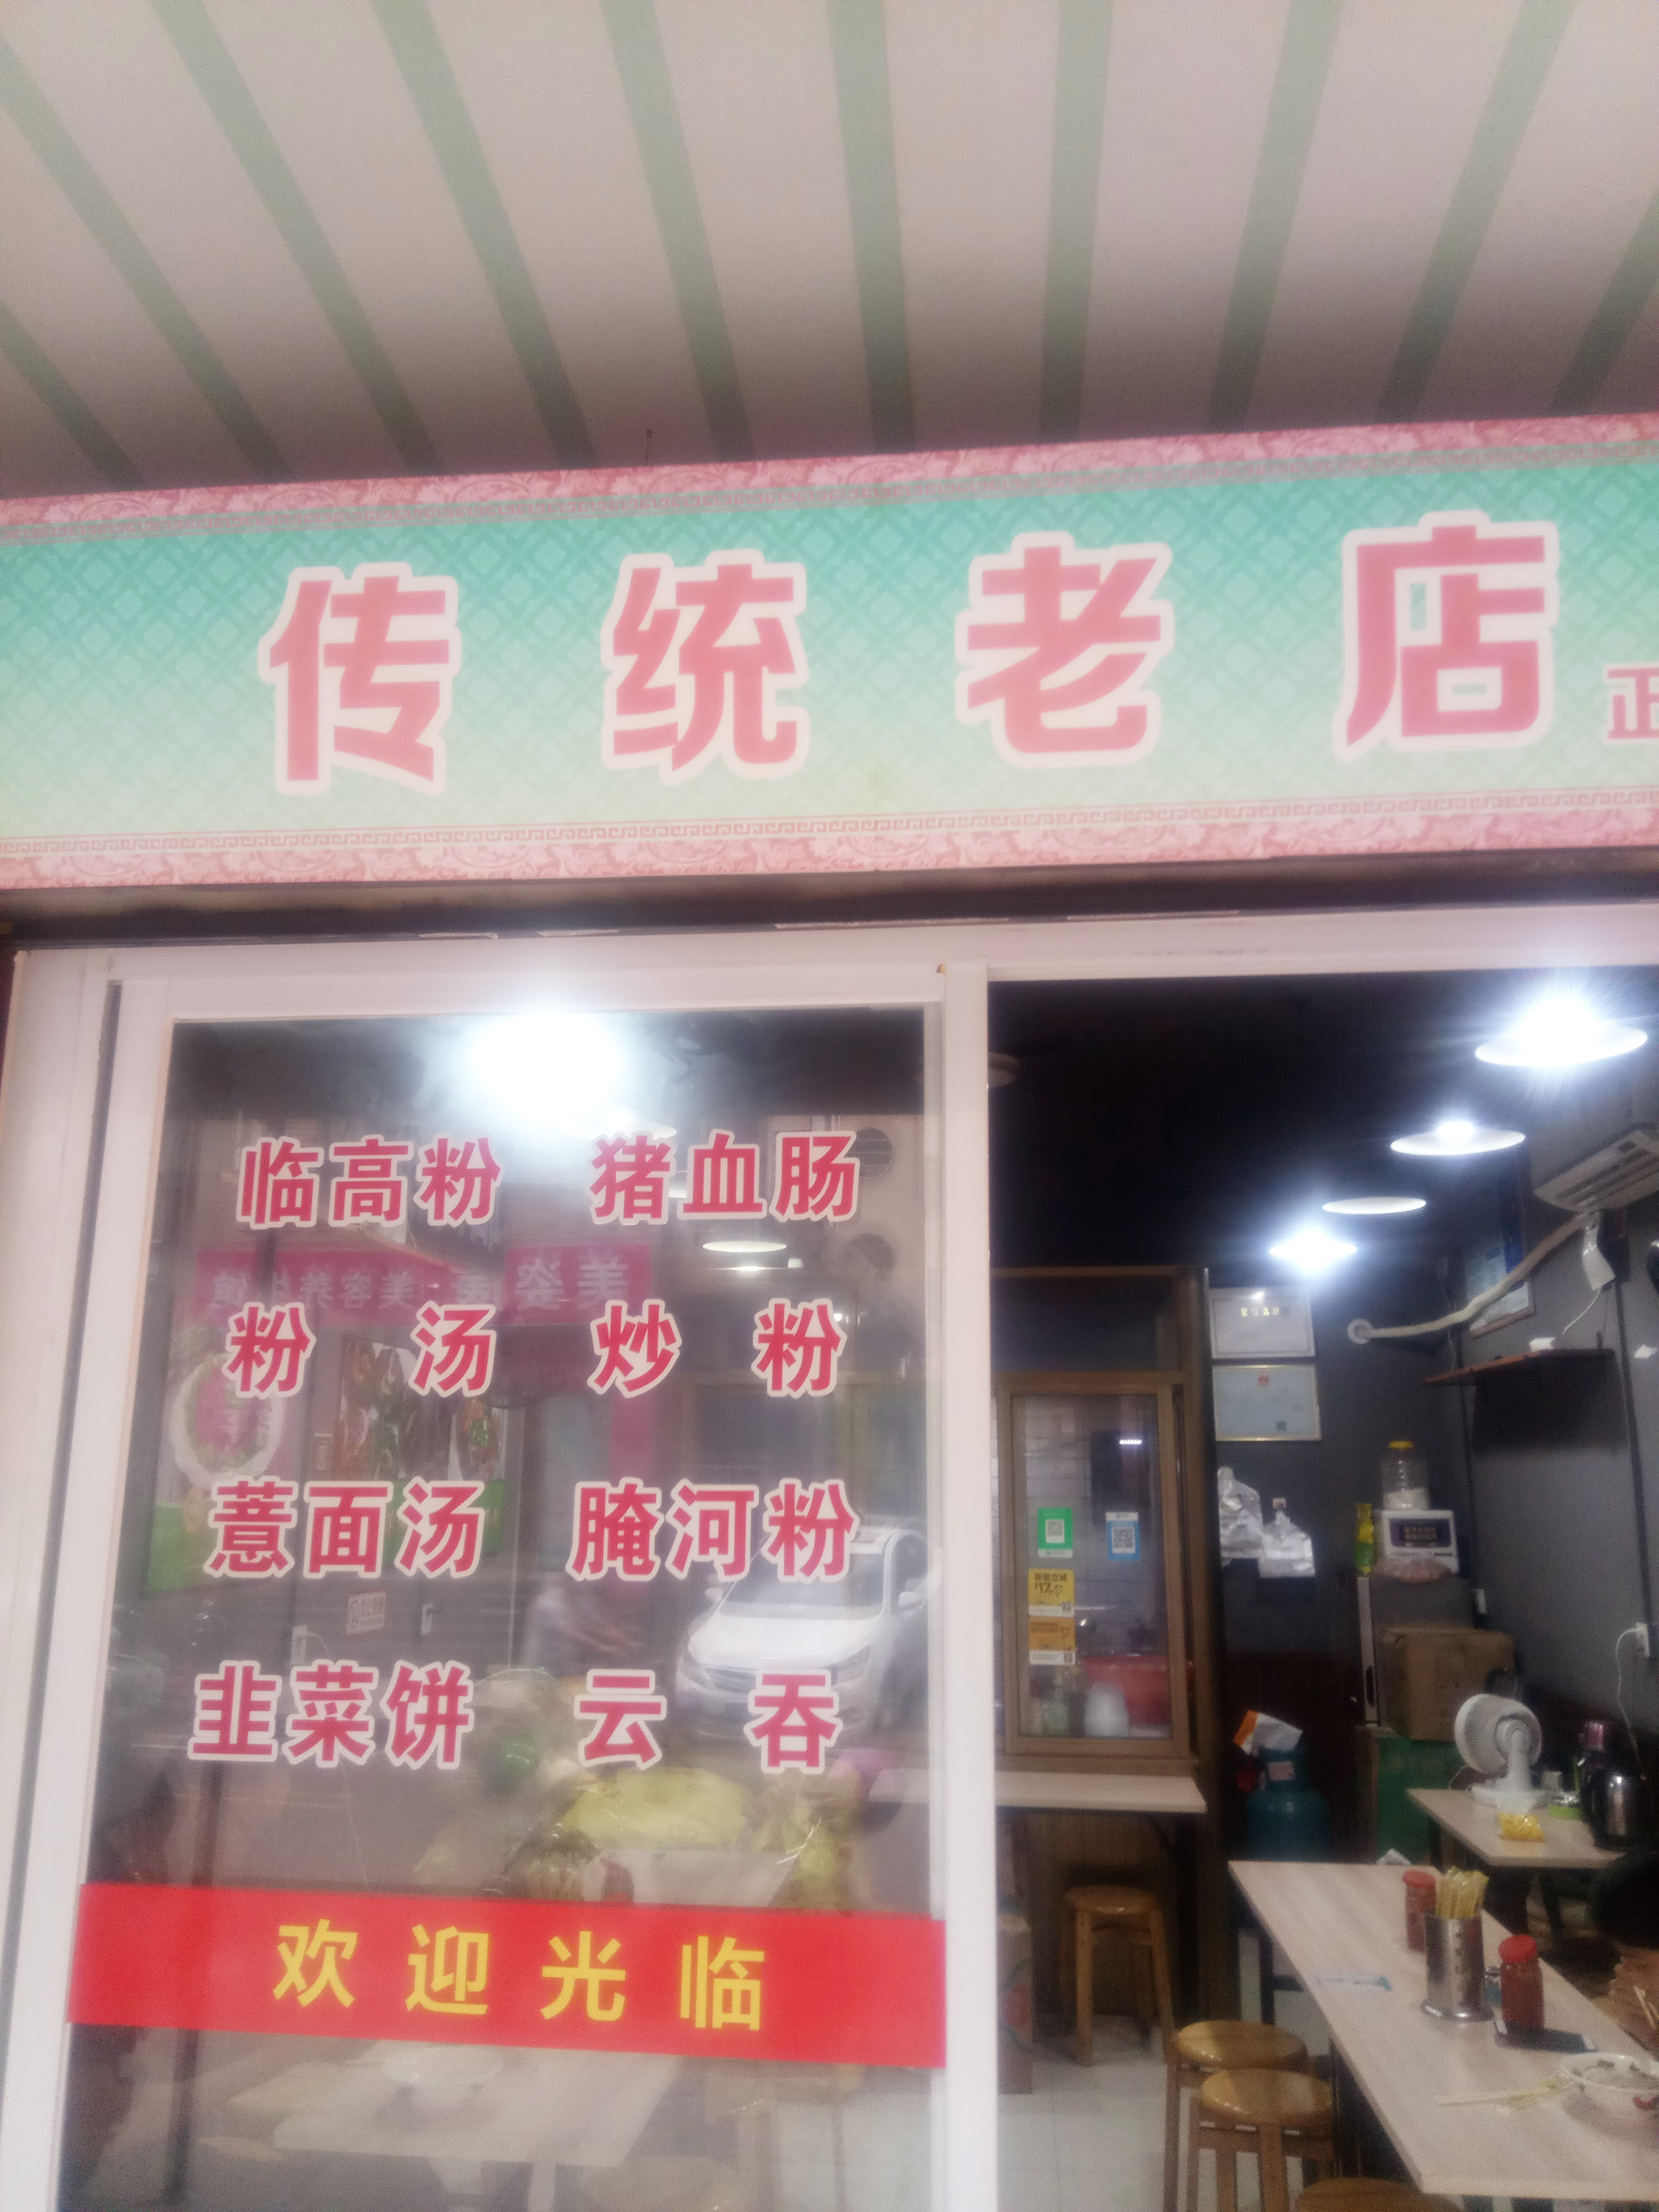 传统老店
正
临高粉 猪血肠
粉汤 炒粉
薏面汤 腌河粉
韭菜饼 云吞
欢迎光临